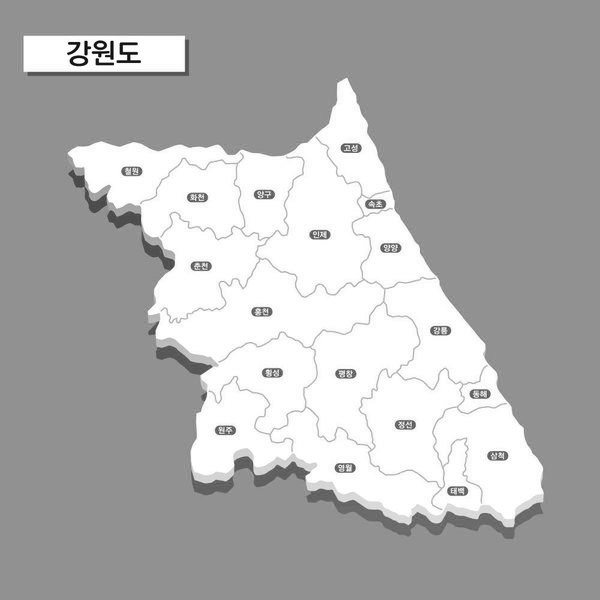 강원도
고성
철원
화천
양구
속초
인제
양양
춘천
홍천
강릉
횡성
평창
동해
정선
원주
삼척
영월
태백